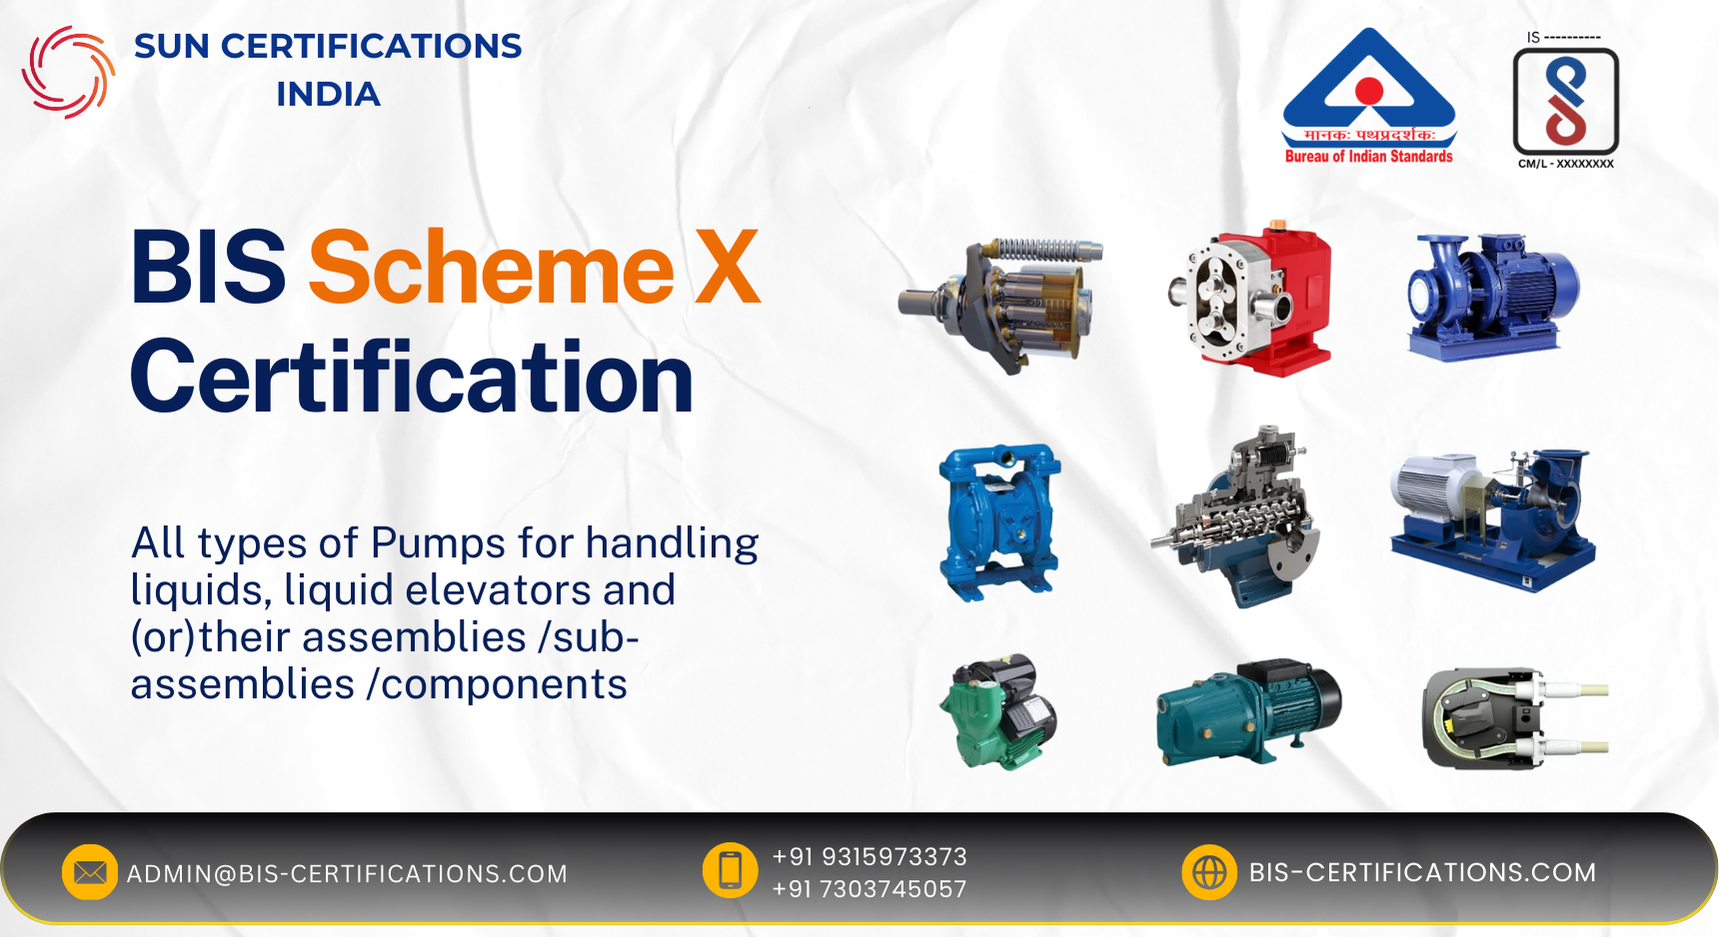 SUN CERTIFICATIONS
INDIA
मानकः पथप्रदर्शकः
Bureau of Indian Standards
IS ----------
CM/L - XXXXXXXX
BIS Scheme X
Certification
All types of Pumps for handling
liquids, liquid elevators and
(or)their assemblies /sub-
assemblies /components
ADMIN@BIS-CERTIFICATIONS.COM
+91 9315973373
+91 7303745057
BIS-CERTIFICATIONS.COM